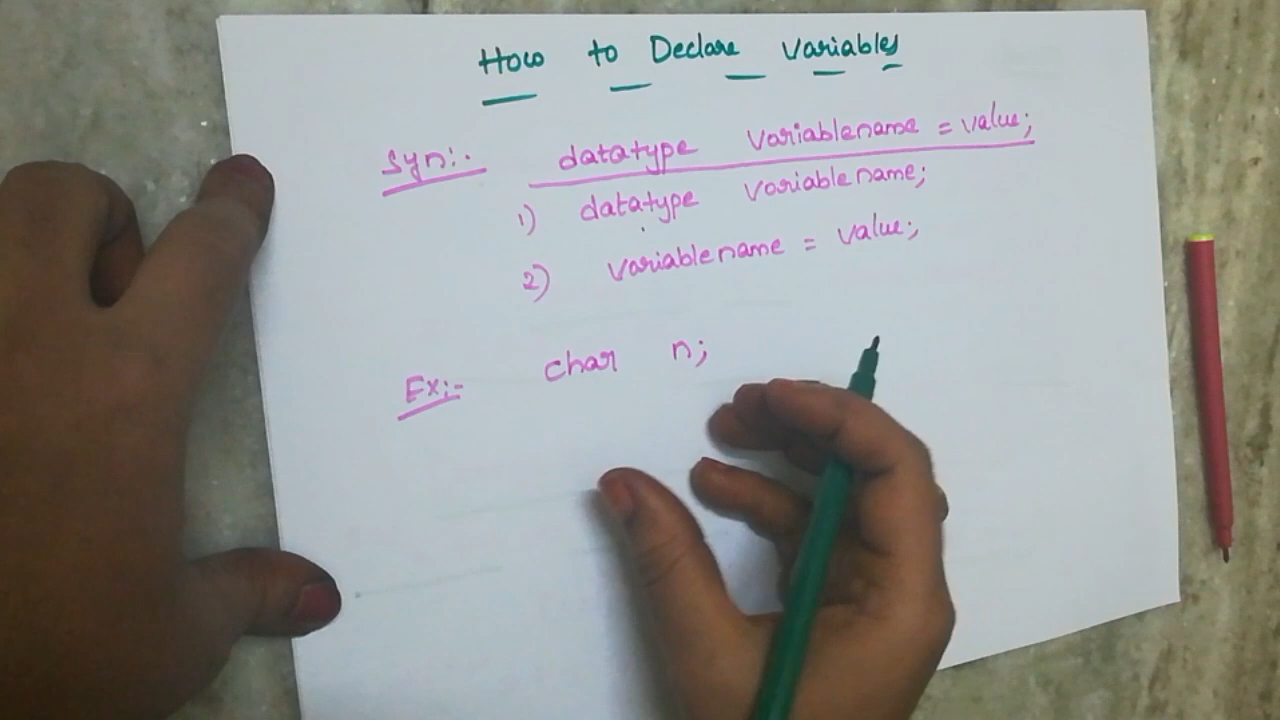 How to Declare Variables
Syn:- datatype variablename = value;
1) datatype variablename;
2) variablename = value;
Ex:- char n;